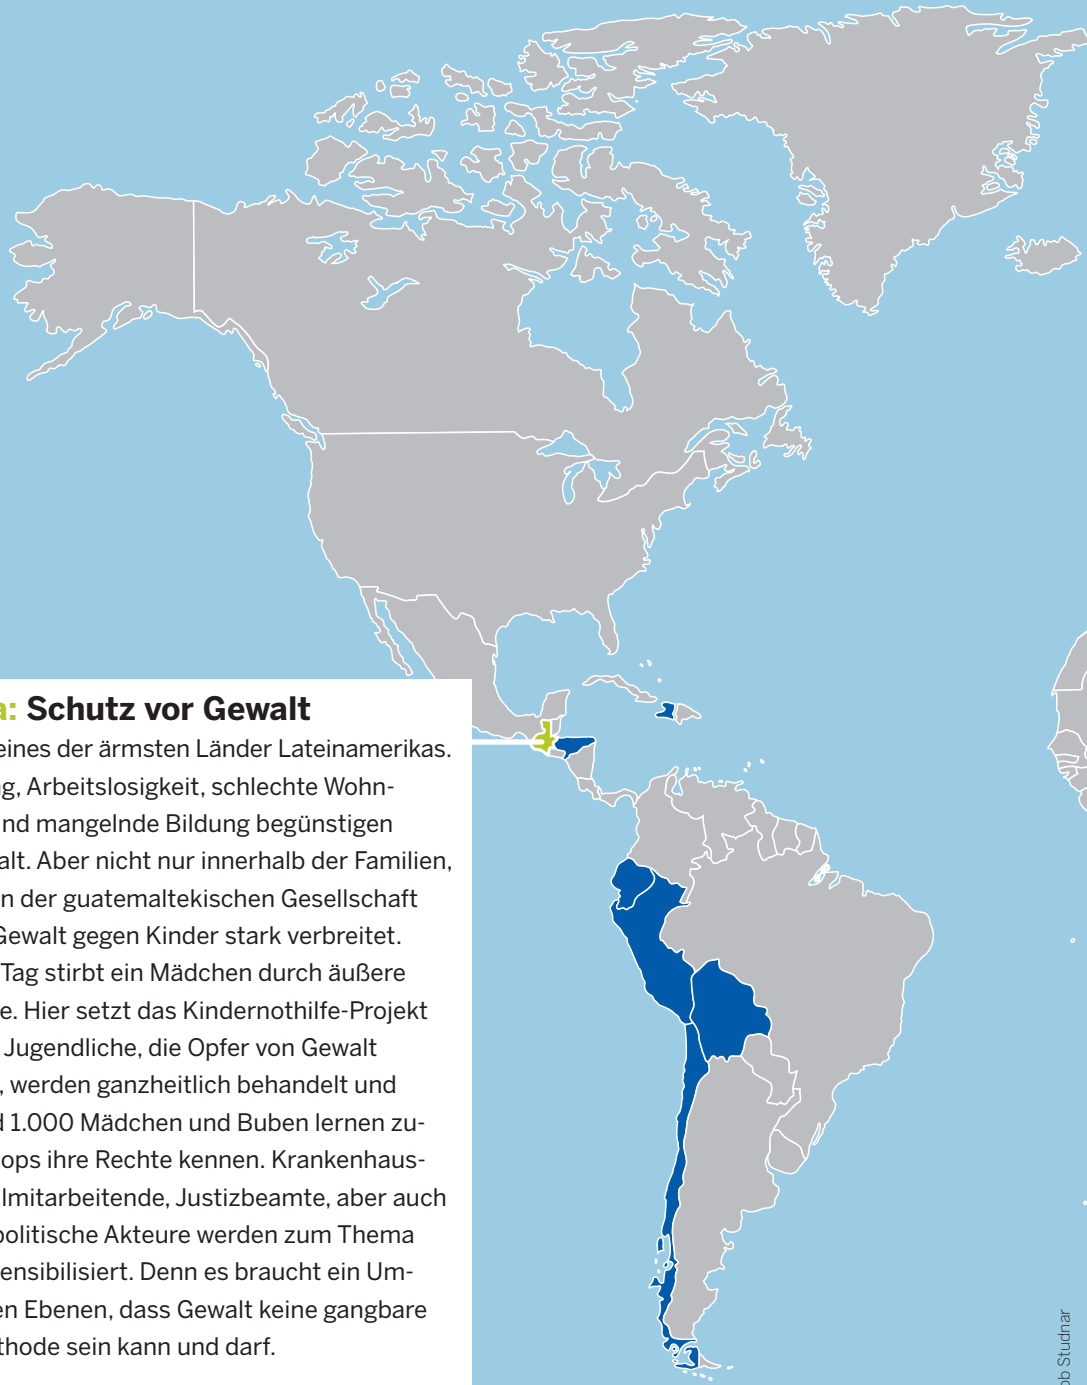 a: Schutz vor Gewalt
eines der ärmsten Länder Lateinamerikas.
g, Arbeitslosigkeit, schlechte Wohn-
nd mangelnde Bildung begünstigen
alt. Aber nicht nur innerhalb der Familien,
n der guatemaltekischen Gesellschaft
Gewalt gegen Kinder stark verbreitet.
Tag stirbt ein Mädchen durch äußere
e. Hier setzt das Kindernothilfe-Projekt
Jugendliche, die Opfer von Gewalt
, werden ganzheitlich behandelt und
d 1.000 Mädchen und Buben lernen zu-
ops ihre Rechte kennen. Krankenhaus-
lmitarbeitende, Justizbeamte, aber auch
politische Akteure werden zum Thema
ensibilisiert. Denn es braucht ein Um-
en Ebenen, dass Gewalt keine gangbare
thode sein kann und darf.
ob Studnar